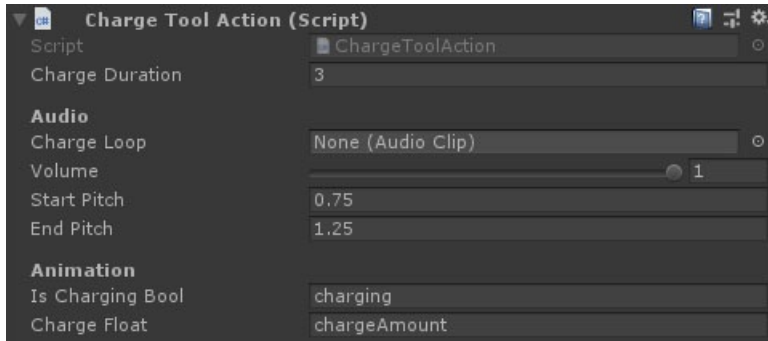 Charge Tool Action (Script)
Script ChargeToolAction
Charge Duration 3
Audio
Charge Loop None (Audio Clip)
Volume 1
Start Pitch 0.75
End Pitch 1.25
Animation
Is Charging Bool charging
Charge Float chargeAmount